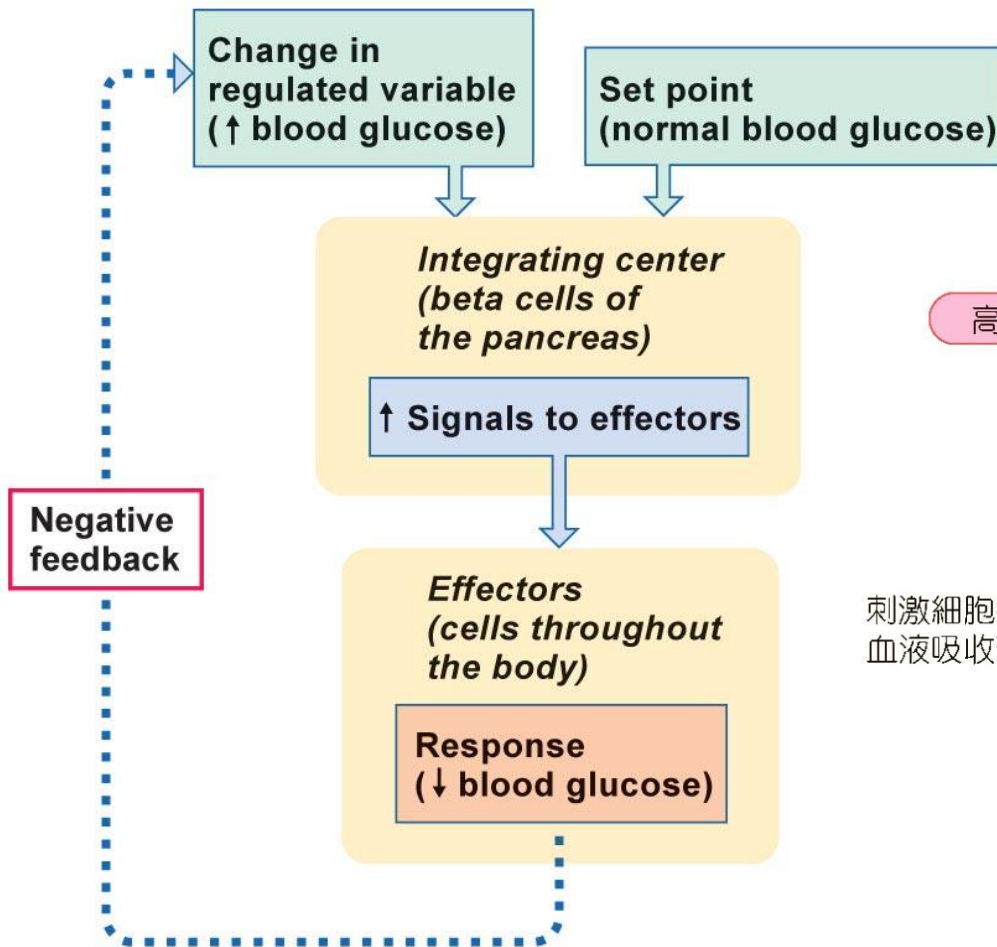 Change in
regulated variable
(↑ blood glucose)
Set point
(normal blood glucose)
Integrating center
(beta cells of
the pancreas)
高
↑ Signals to effectors
Negative
feedback
Effectors
(cells throughout
the body)
刺激細胞
血液吸收
Response
(↓ blood glucose)